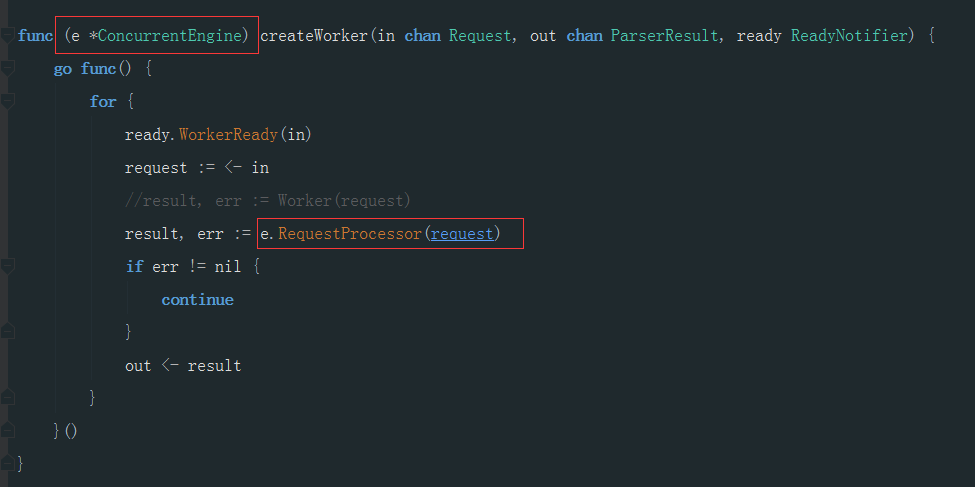 func (e *ConcurrentEngine) createWorker(in chan Request, out chan ParserResult, ready ReadyNotifier) {
    go func() {
        for {
            ready.WorkerReady(in)
            request := <- in
            //result, err := Worker(request)
            result, err := e.RequestProcessor(request)
            if err != nil {
                continue
            }
            out <- result
        }
    }()
}